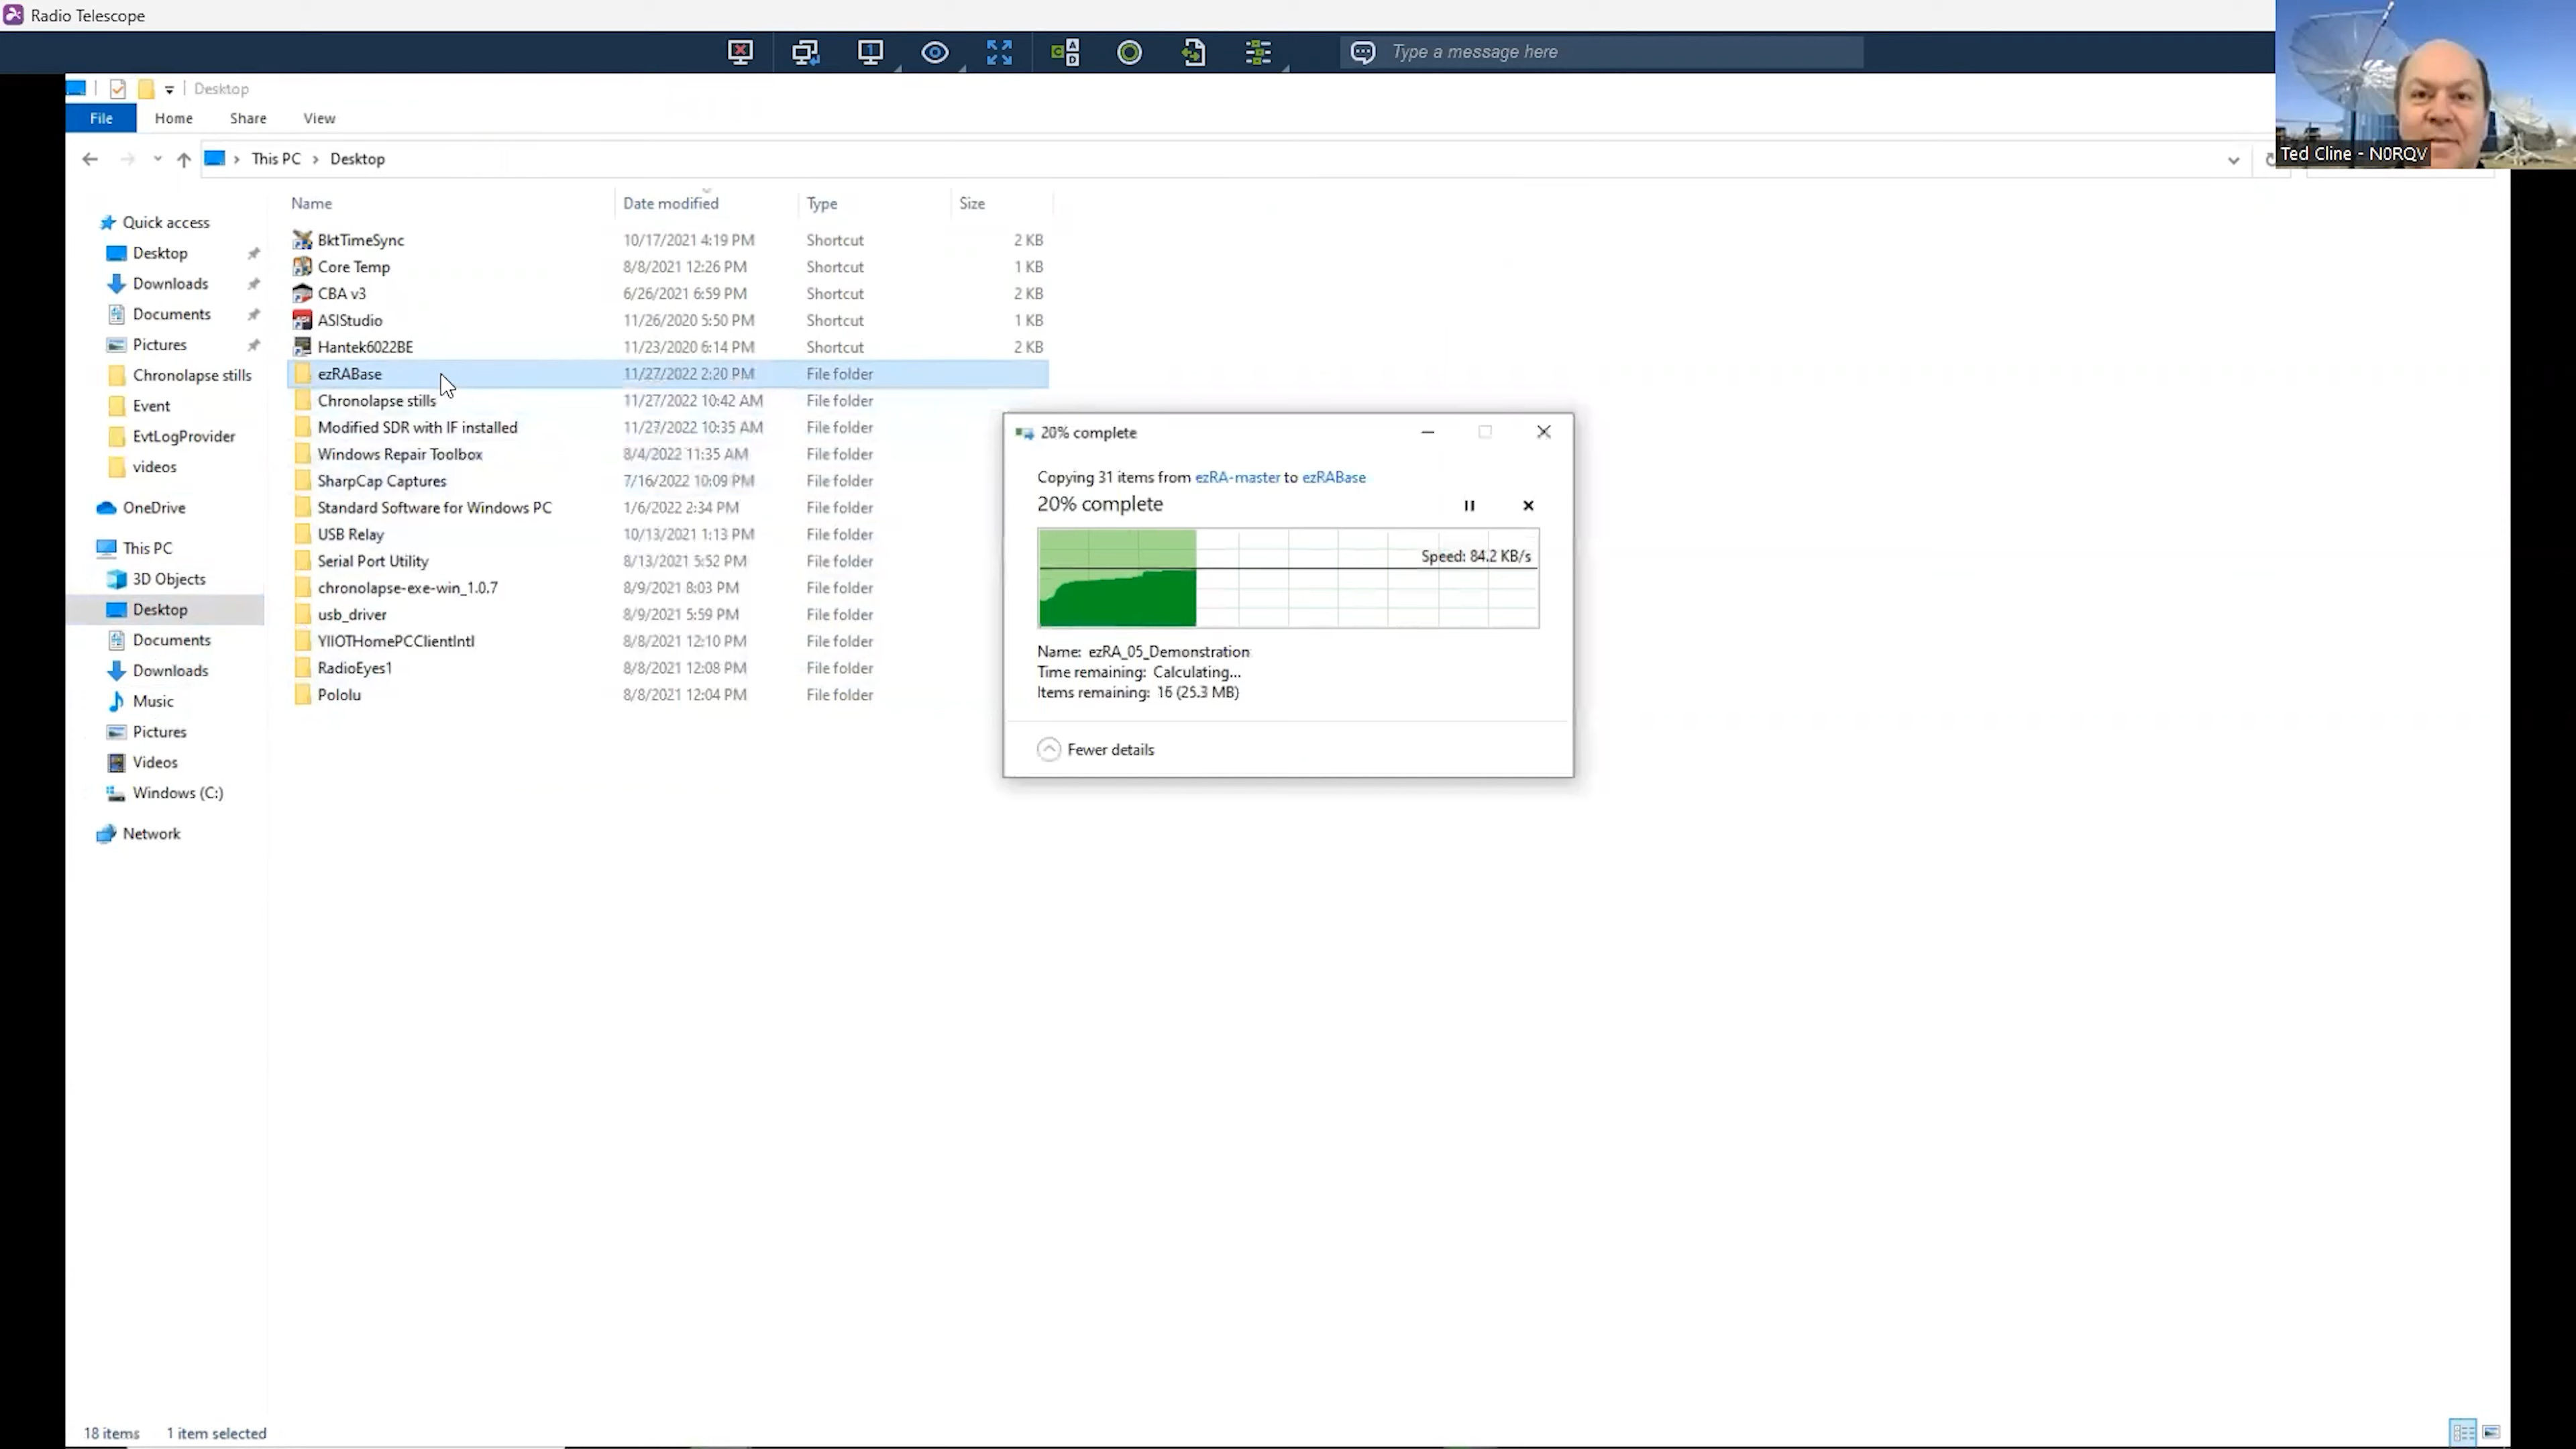 Radio Telescope
1
C A D
Type a message here
Ted Cline - N0RQV
Desktop
File Home Share View
This PC > Desktop
Name Date modified Type Size
Quick access
Desktop
Downloads
Documents
Pictures
Chronolapse stills
Event
EvtLogProvider
videos
OneDrive
This PC
3D Objects
Desktop
Documents
Downloads
Music
Pictures
Videos
Windows (C:)
Network
BktTimeSync 10/17/2021 4:19 PM Shortcut 2 KB
Core Temp 8/8/2021 12:26 PM Shortcut 1 KB
CBA v3 6/26/2021 6:59 PM Shortcut 2 KB
ASIStudio 11/26/2020 5:50 PM Shortcut 1 KB
Hantek6022BE 11/23/2020 6:14 PM Shortcut 2 KB
ezRABase 11/27/2022 2:20 PM File folder
Chronolapse stills 11/27/2022 10:42 AM File folder
Modified SDR with IF installed 11/27/2022 10:35 AM File folder
Windows Repair Toolbox 8/4/2022 11:35 AM File folder
SharpCap Captures 7/16/2022 10:09 PM File folder
Standard Software for Windows PC 1/6/2022 2:34 PM File folder
USB Relay 10/13/2021 1:13 PM File folder
Serial Port Utility 8/13/2021 5:52 PM File folder
chronolapse-exe-win_1.0.7 8/9/2021 8:03 PM File folder
usb_driver 8/9/2021 5:59 PM File folder
YIIOTHomePCClientIntl 8/8/2021 12:10 PM File folder
RadioEyes1 8/8/2021 12:08 PM File folder
Pololu 8/8/2021 12:04 PM File folder
20% complete
Copying 31 items from ezRA-master to ezRABase
20% complete
Speed: 84.2 KB/s
Name: ezRA_05_Demonstration
Time remaining: Calculating...
Items remaining: 16 (25.3 MB)
Fewer details
18 items 1 item selected